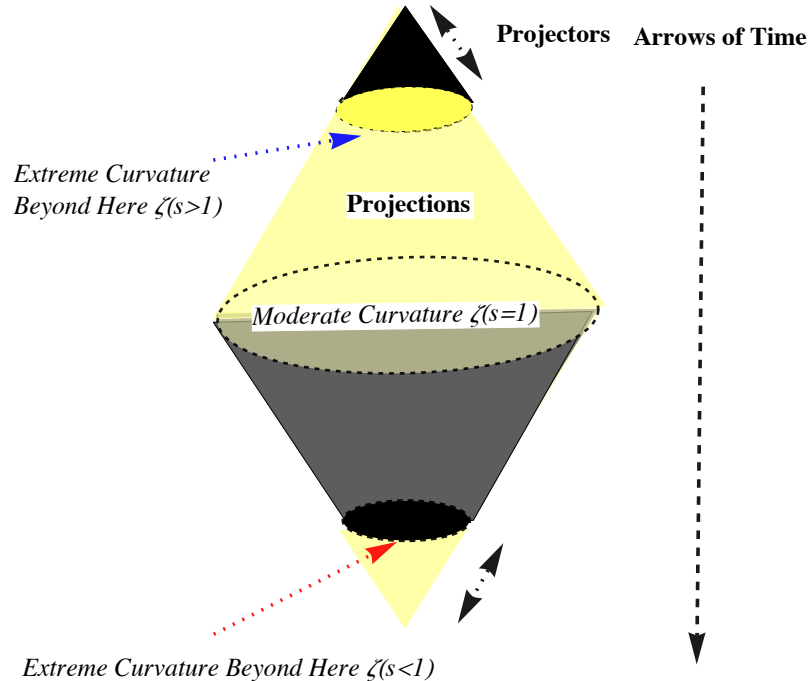 Projectors
Arrows of Time
Extreme Curvature
Beyond Here ζ(s>1)
Projections
Moderate Curvature ζ(s=1)
Extreme Curvature Beyond Here ζ(s<1)